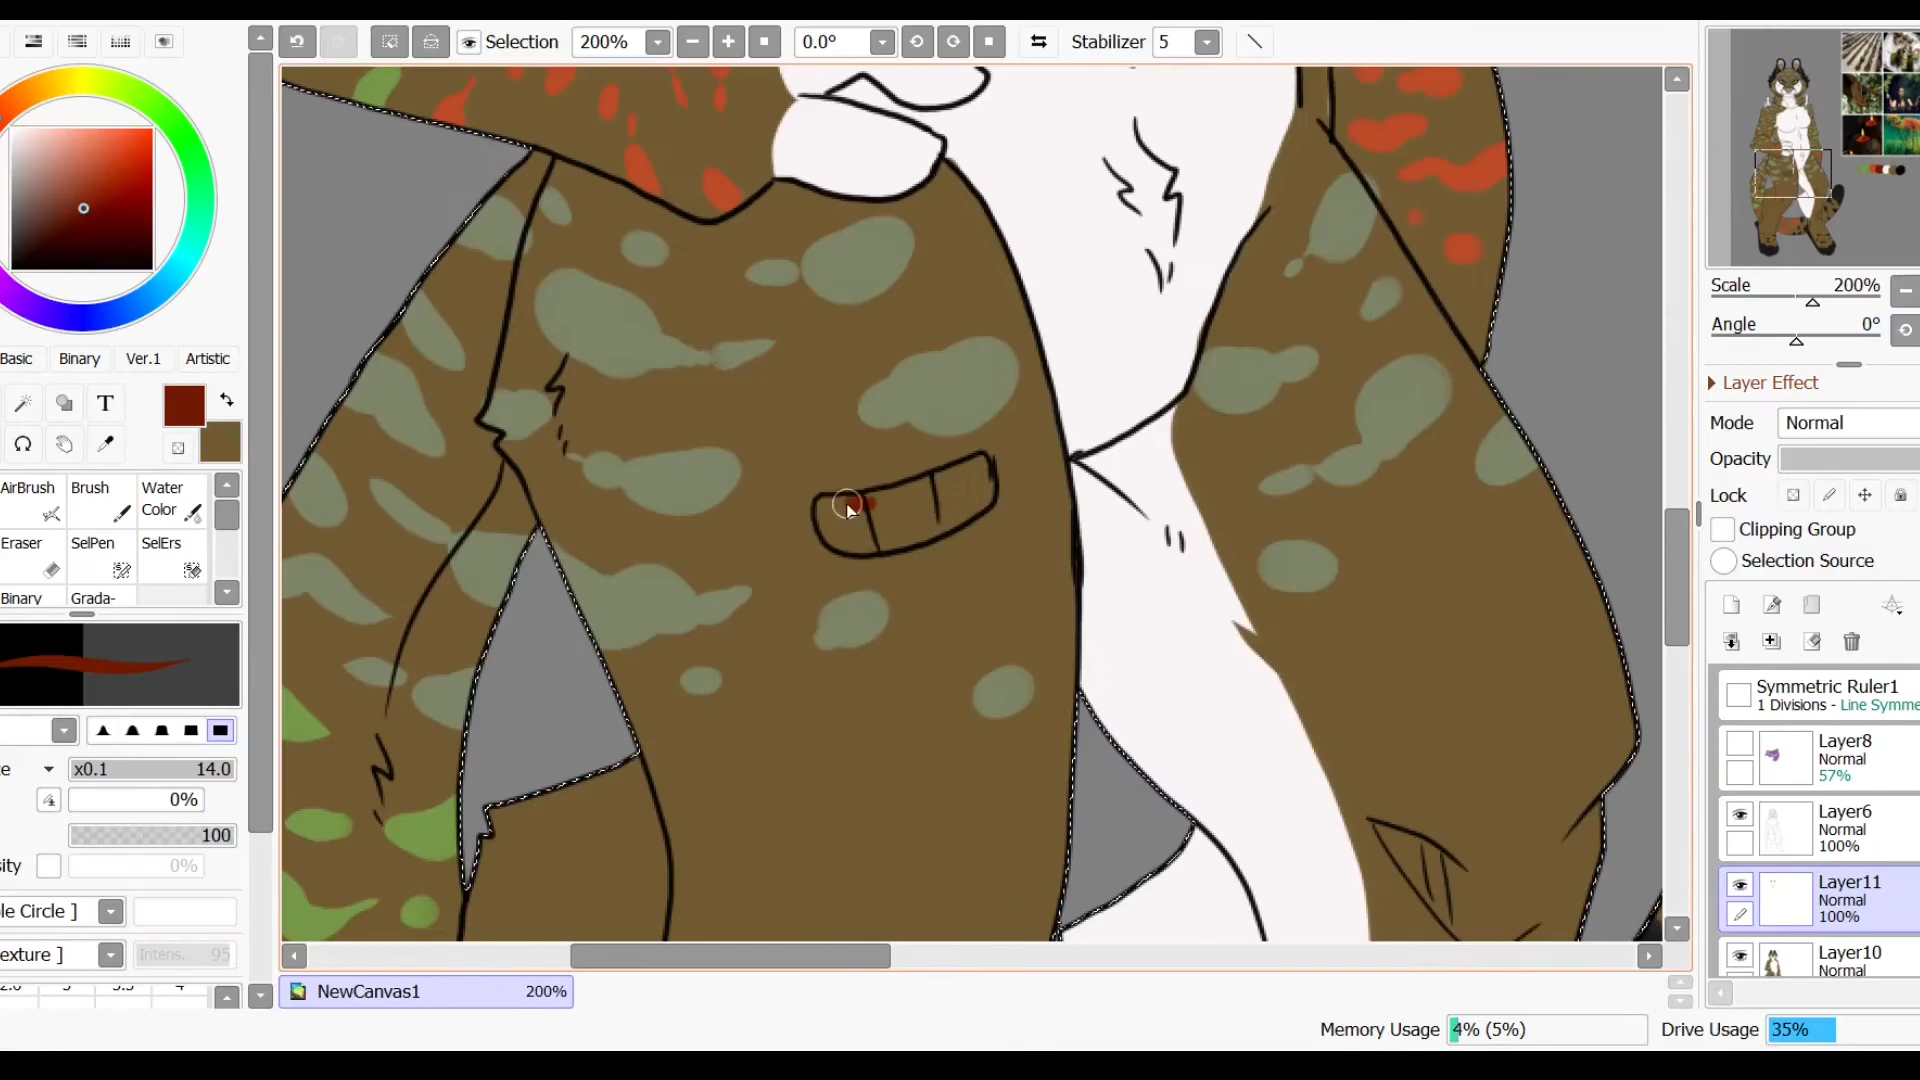 Selection
200%
0.0°
Stabilizer
5
Basic
Binary
Ver.1
Artistic
T
AirBrush
Brush
Water
Color
Eraser
SelPen
SelErs
Binary
Grada-
x0.1
14.0
0%
100
0%
le Circle ]
exture ]
Intens.
95
NewCanvas1
200%
Scale
200%
Angle
0°
Layer Effect
Mode
Normal
Opacity
Lock
Clipping Group
Selection Source
Symmetric Ruler1
1 Divisions - Line Symme
Layer8
Normal
57%
Layer6
Normal
100%
Layer11
Normal
100%
Layer10
Normal
Memory Usage
4% (5%)
Drive Usage
35%